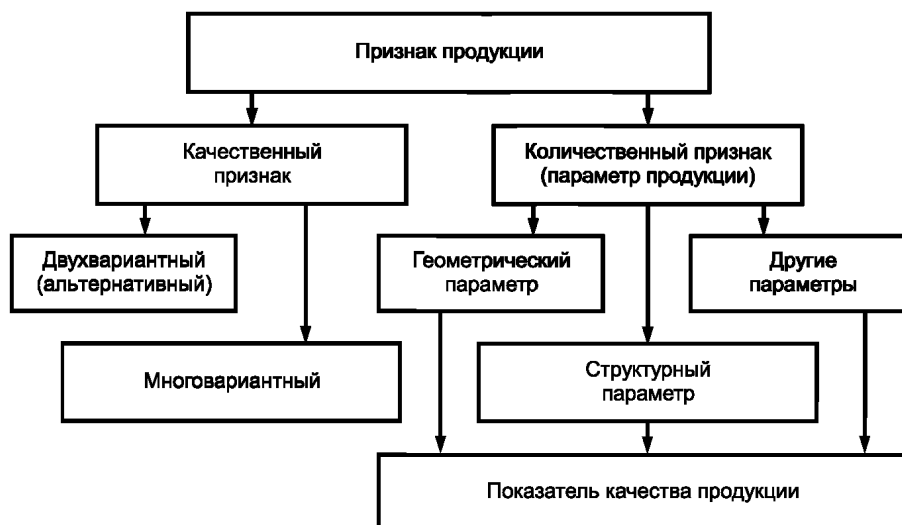 Признак продукции
Качественный
признак
Количественный признак
(параметр продукции)
Двухвариантный
(альтернативный)
Геометрический
параметр
Другие
параметры
Многовариантный
Структурный
параметр
Показатель качества продукции